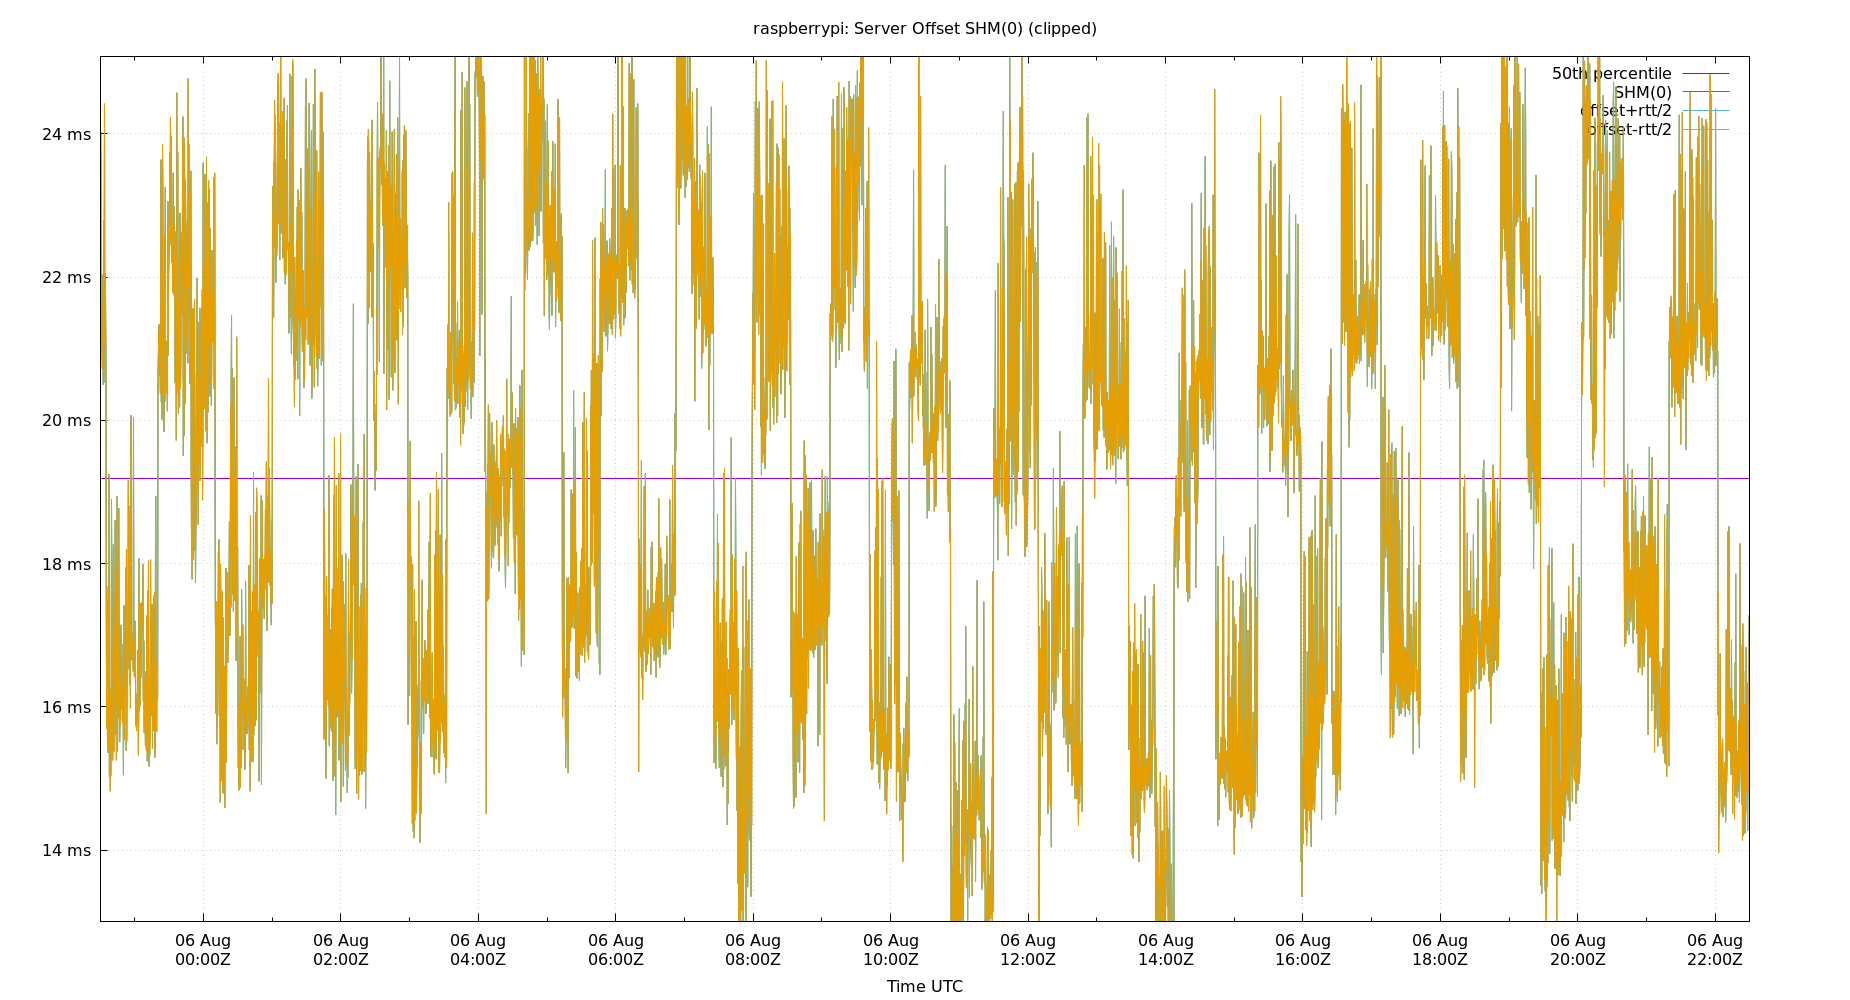 raspberrypi: Server Offset SHM(0) (clipped)
50th percentile
SHM(0)
offset+rtt/2
offset-rtt/2
24 ms
22 ms
20 ms
18 ms
16 ms
14 ms
06 Aug 06 Aug 06 Aug 06 Aug 06 Aug 06 Aug 06 Aug 06 Aug 06 Aug 06 Aug 06 Aug 06 Aug
00:00Z 02:00Z 04:00Z 06:00Z 08:00Z 10:00Z 12:00Z 14:00Z 16:00Z 18:00Z 20:00Z 22:00Z
Time UTC